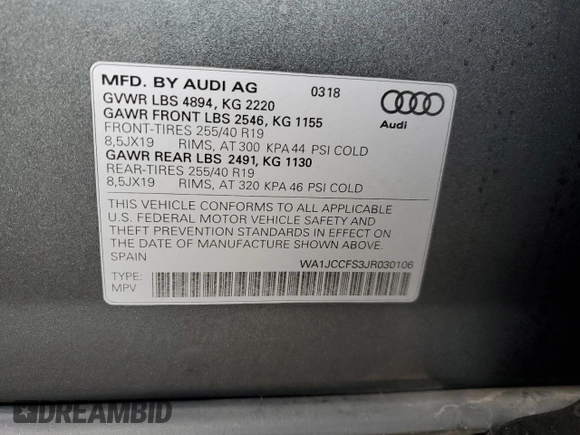 MFD. BY AUDI AG 0318
GVWR LBS 4894, KG 2220
GAWR FRONT LBS 2546, KG 1155
FRONT-TIRES 255/40 R19
8,5JX19 RIMS, AT 300 KPA 44 PSI COLD
GAWR REAR LBS 2491, KG 1130
REAR-TIRES 255/40 R19
8,5JX19 RIMS, AT 320 KPA 46 PSI COLD
Audi
THIS VEHICLE CONFORMS TO ALL APPLICABLE
U.S. FEDERAL MOTOR VEHICLE SAFETY AND
THEFT PREVENTION STANDARDS IN EFFECT ON
THE DATE OF MANUFACTURE SHOWN ABOVE.
SPAIN WA1JCCFS3JR030106
TYPE:
MPV
DREAMBID